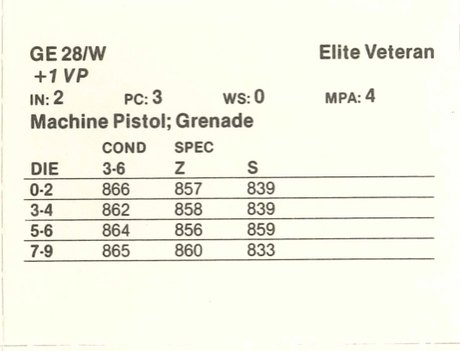 GE 28/W Elite Veteran
+1 VP
IN: 2 PC: 3 WS: 0 MPA: 4
Machine Pistol; Grenade
COND SPEC
DIE 3-6 Z S
0-2 866 857 839
3-4 862 858 839
5-6 864 856 859
7-9 865 860 833